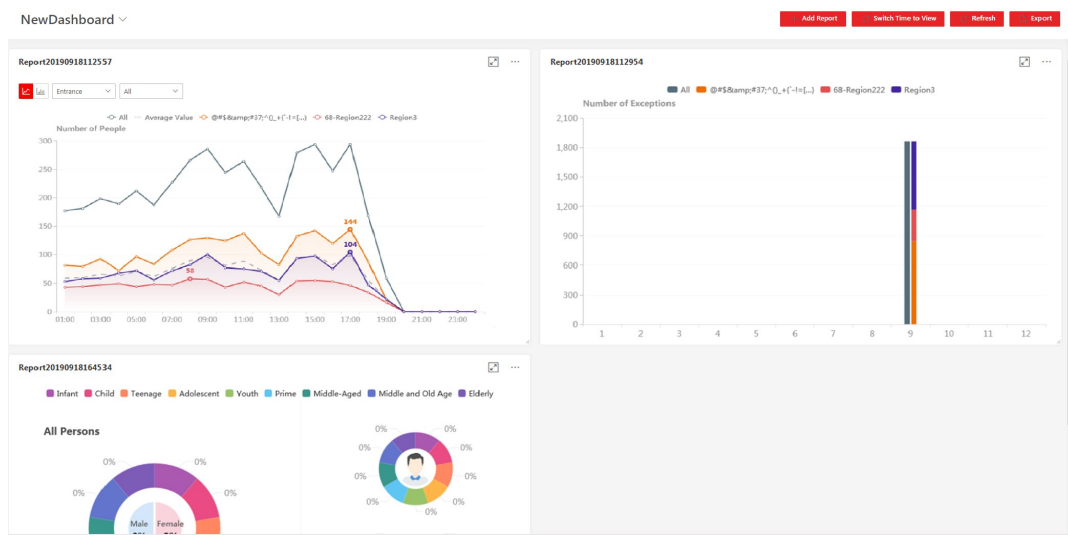 NewDashboard
Add Report
Switch Time to View
Refresh
Export
Report20190918112557
Entrance
All
All Average Value @#$&amp;#37;^()_+(`-!=[...) 68-Region222 Region3
Number of People
300
250
200
150
100
50
0
144
104
58
01:00 03:00 05:00 07:00 09:00 11:00 13:00 15:00 17:00 19:00 21:00 23:00
Report20190918112954
All @#$&amp;#37;^()_+(`-!=[...) 68-Region222 Region3
Number of Exceptions
2,100
1,800
1,500
1,200
900
600
300
0
1 2 3 4 5 6 7 8 9 10 11 12
Report20190918164534
Infant Child Teenage Adolescent Youth Prime Middle-Aged Middle and Old Age Elderly
All Persons
0% 0%
0% 0%
Male Female
0% 0%
0% 0%
0% 0%
0% 0%
0%